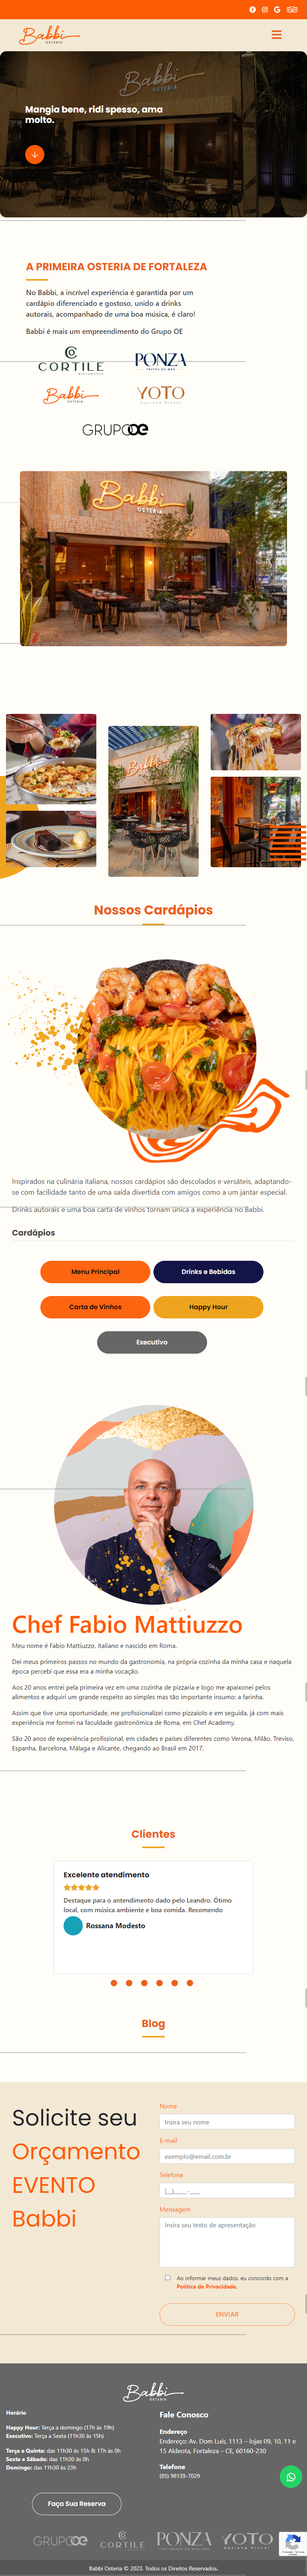 Babbi
OSTERIA
Babbi
OSTERIA
Mangia bene, ridi spesso, ama
molto.
A PRIMEIRA OSTERIA DE FORTALEZA
No Babbi, a incrível experiência é garantida por um
cardápio diferenciado e gostoso, unido a drinks
autorais, acompanhado de uma boa música, é claro!
Babbi é mais um empreendimento do Grupo OE
CORTILE
PONZA
FRUTOS DO MAR
Babbi
OSTERIA
YOTO
GRUPO OE
Babbi
OSTERIA
Babbi
Nossos Cardápios
Inspirados na culinária italiana, nossos cardápios são descolados e versáteis, adaptando-
se com facilidade tanto de uma saída divertida com amigos como a um jantar especial.
Drinks autorais e uma boa carta de vinhos tornam única a experiência no Babbi.
Cardápios
Menu Principal
Drinks e Bebidas
Carta de Vinhos
Happy Hour
Executivo
Chef Fabio Mattiuzzo
Meu nome é Fabio Mattiuzzo, Italiano e nascido em Roma.
Dei meus primeiros passos no mundo da gastronomia, na própria cozinha da minha casa e naquela
época percebi que essa era a minha vocação.
Aos 20 anos entrei pela primeira vez em uma cozinha de pizzaria e logo me apaixonei pelos
alimentos e adquiri um grande respeito ao simples mas tão importante insumo: a farinha.
Assim que tive uma oportunidade, me profissionalizei como pizzaiolo e em seguida, já com mais
experiência me formei na faculdade gastronômica de Roma, em Chef Academy.
São 20 anos de experiência profissional, em cidades e países diferentes como Verona, Milão, Treviso,
Espanha, Barcelona, Málaga e Alicante, chegando ao Brasil em 2017.
Clientes
Excelente atendimento
Destaque para o antendimento dado pelo Leandro. Ótimo
local, com música ambiente e boa comida. Recomendo
Rossana Modesto
Blog
Solicite seu
Orçamento
EVENTO
Babbi
Nome
Insira seu nome
E-mail
exemplo@email.com.br
Telefone
(__)_____-____
Mensagem
Insira seu texto de apresentação
Ao informar meus dados, eu concordo com a
Política de Privacidade.
ENVIAR
Babbi
OSTERIA
Horário
Happy Hour: Terça a domingo (17h às 19h)
Executivo: Terça a Sexta (11h30 às 15h)
Terça a Quinta: das 11h30 às 15h & 17h às 0h
Sexta e Sábado: das 11h30 às 0h
Domingo: das 11h30 às 23h
Faça Sua Reserva
Fale Conosco
Endereço
Endereço: Av. Dom Luís, 1113 – lojas 09, 10, 11 e
15 Aldeota, Fortaleza – CE, 60160-230
Telefone
(85) 98139-7029
GRUPO OE
CORTILE
PONZA
FRUTOS DO MAR
YOTO
Babbi Osteria © 2023. Todos os Direitos Reservados.